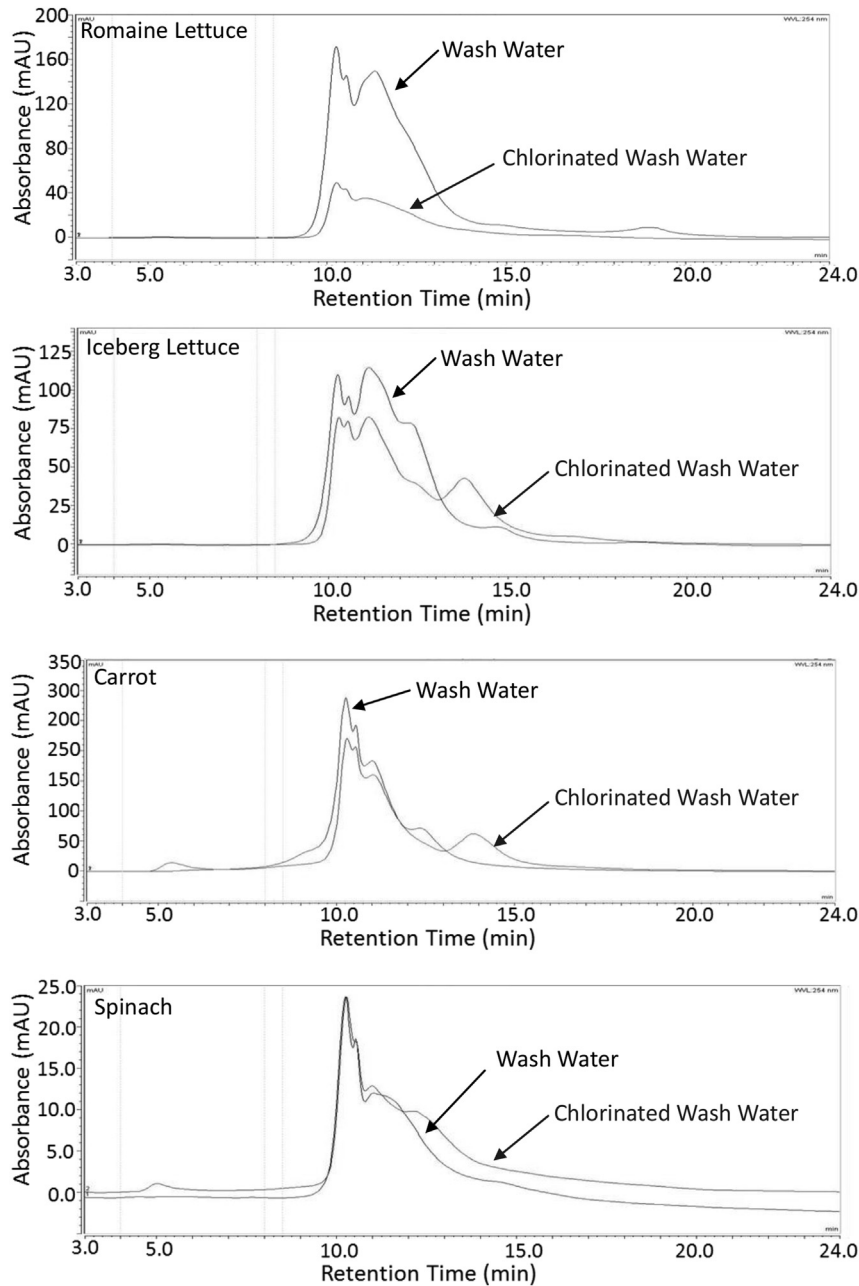 mAU
WVL:254 nm
Romaine Lettuce
Wash Water
Chlorinated Wash Water
Absorbance (mAU)
200
160
120
80
40
0
min
3.0 5.0 10.0 15.0 20.0 24.0
Retention Time (min)
mAU
WVL:254 nm
Iceberg Lettuce
Wash Water
Chlorinated Wash Water
Absorbance (mAU)
125
100
75
50
25
0
min
3.0 5.0 10.0 15.0 20.0 24.0
Retention Time (min)
mAU
WVL:254 nm
Carrot
Wash Water
Chlorinated Wash Water
Absorbance (mAU)
350
300
200
250
150
100
50
0
min
3.0 5.0 10.0 15.0 20.0 24.0
Retention Time (min)
mAU
WVL:254 nm
Spinach
Wash Water
Chlorinated Wash Water
Absorbance (mAU)
25.0
20.0
15.0
10.0
5.0
0.0
2
1
min
3.0 5.0 10.0 15.0 20.0 24.0
Retention Time (min)